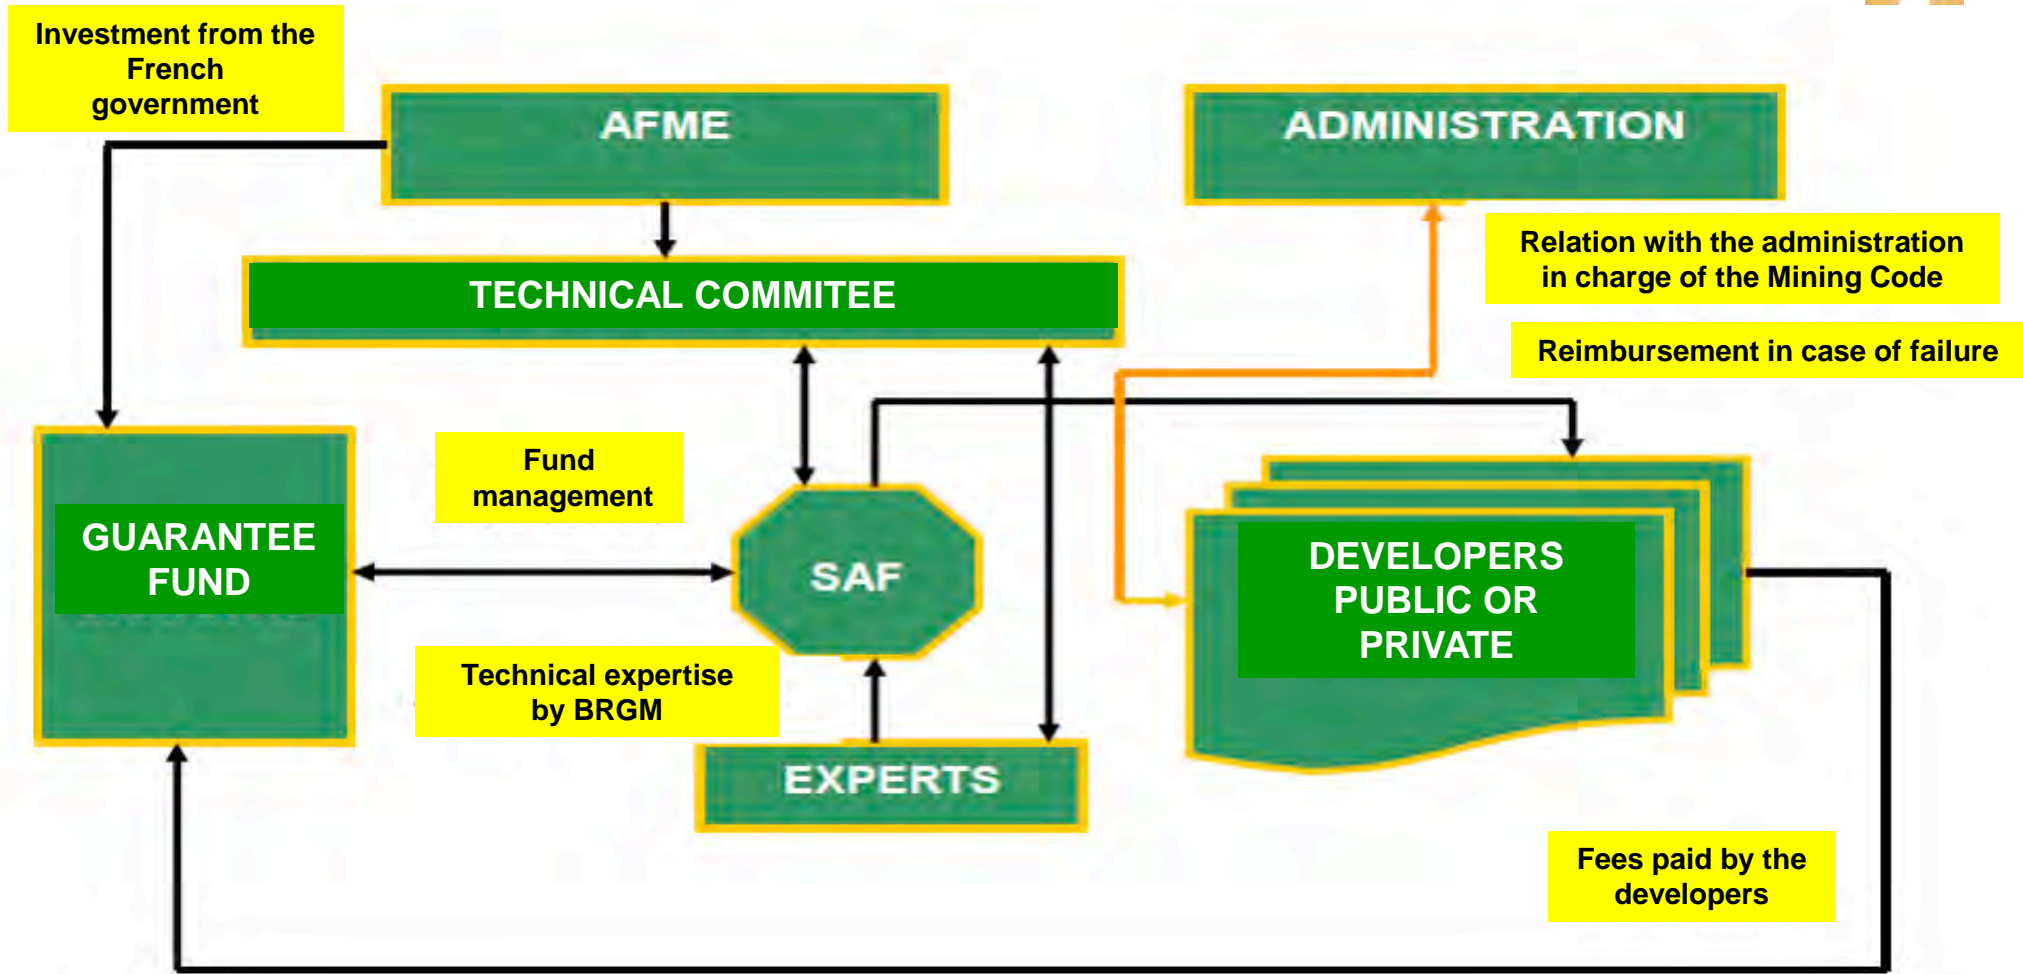 Investment from the
French
government
AFME
ADMINISTRATION
Relation with the administration
in charge of the Mining Code
TECHNICAL COMMITEE
Reimbursement in case of failure
Fund
management
GUARANTEE
FUND
SAF
DEVELOPERS
PUBLIC OR
PRIVATE
Technical expertise
by BRGM
EXPERTS
Fees paid by the
developers